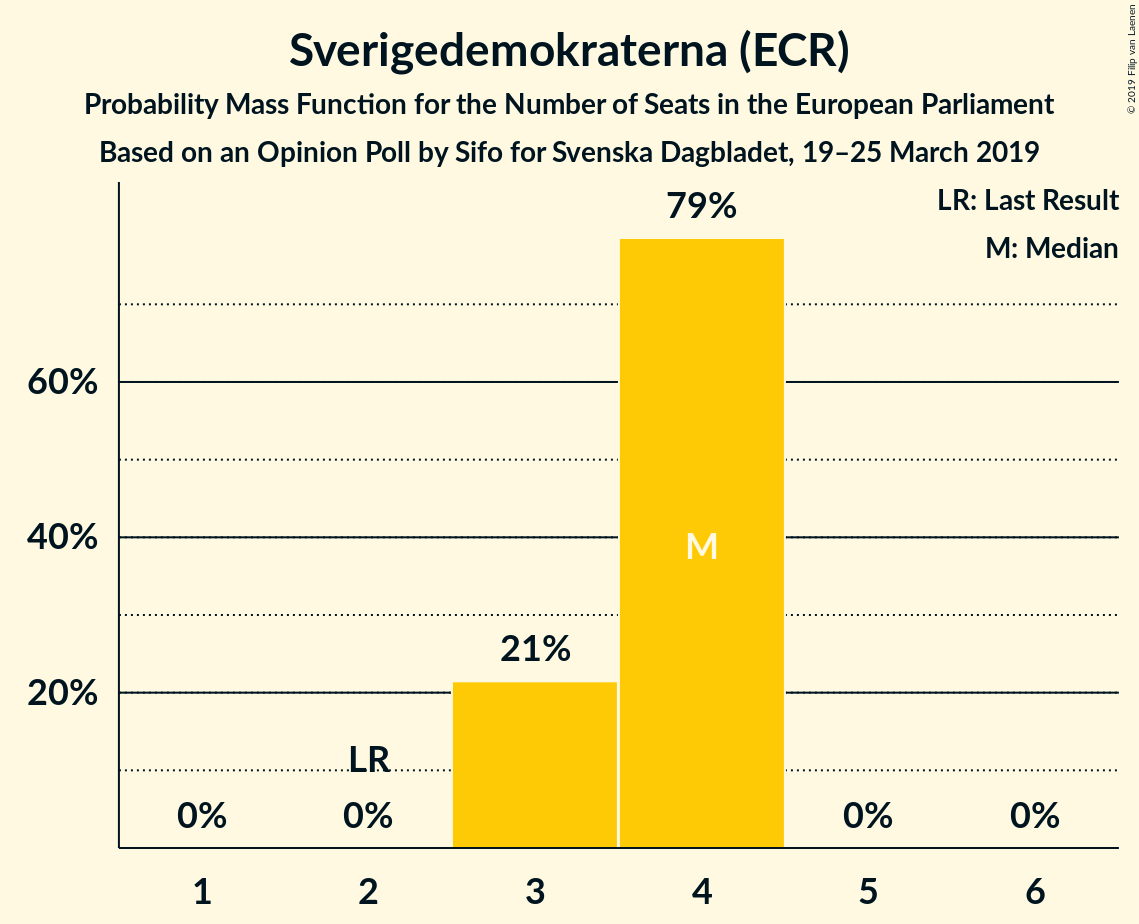 Sverigedemokraterna (ECR)
Probability Mass Function for the Number of Seats in the European Parliament
Based on an Opinion Poll by Sifo for Svenska Dagbladet, 19–25 March 2019
© 2019 Filip van Laenen
LR: Last Result
M: Median
79%
60%
40%
M
21%
20%
LR
0%
0%
0%
0%
1
2
3
4
5
6